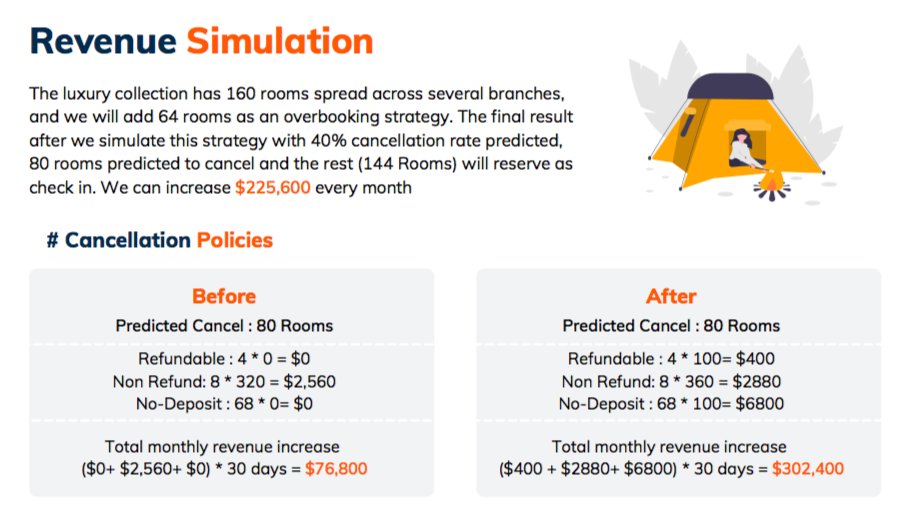 Revenue Simulation
The luxury collection has 160 rooms spread across several branches,
and we will add 64 rooms as an overbooking strategy. The final result
after we simulate this strategy with 40% cancellation rate predicted,
80 rooms predicted to cancel and the rest (144 Rooms) will reserve as
check in. We can increase $225,600 every month
# Cancellation Policies
Before
Predicted Cancel : 80 Rooms
Refundable : 4 * 0 = $0
Non Refund: 8 * 320 = $2,560
No-Deposit : 68 * 0= $0
Total monthly revenue increase
($0+ $2,560+ $0) * 30 days = $76,800
After
Predicted Cancel : 80 Rooms
Refundable : 4 * 100= $400
Non Refund: 8 * 360 = $2880
No-Deposit : 68 * 100= $6800
Total monthly revenue increase
($400 + $2880+ $6800) * 30 days = $302,400